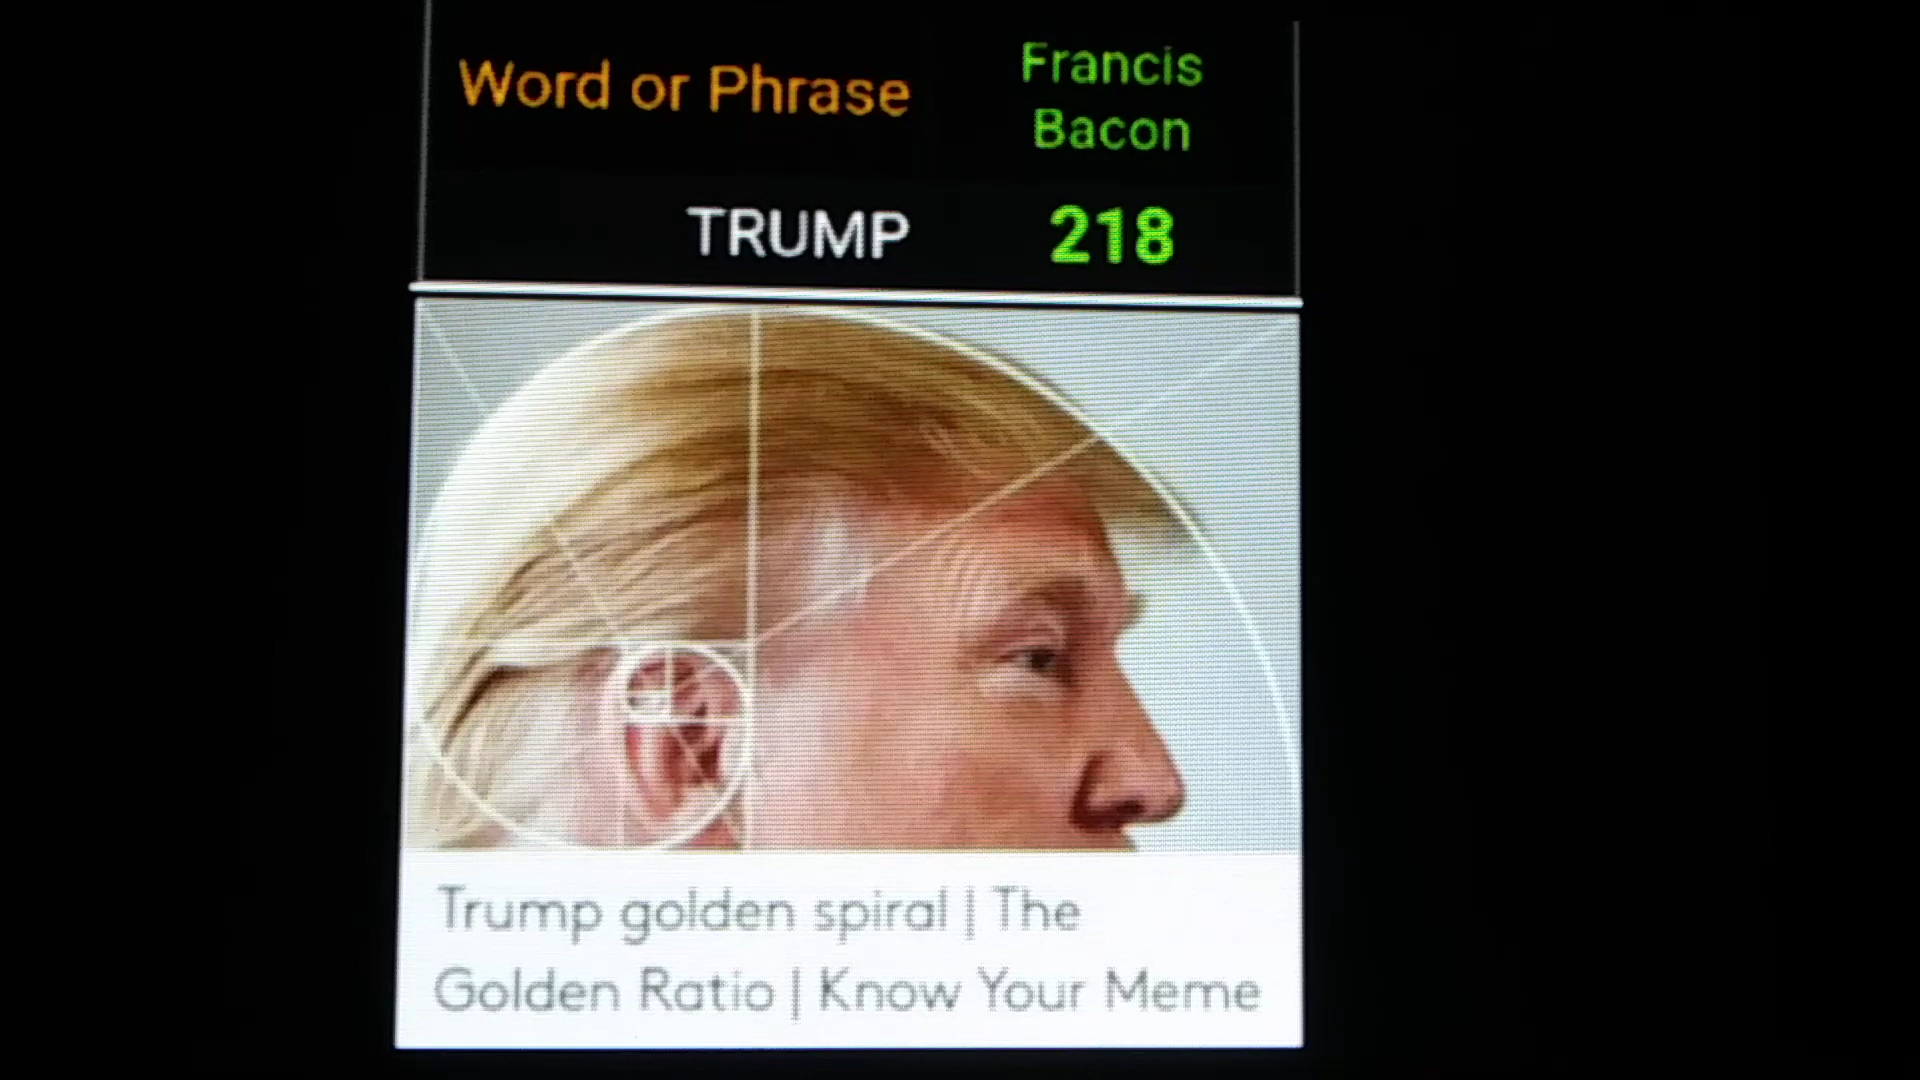 Word or Phrase
Francis
Bacon
TRUMP 218
Trump golden spiral | The
Golden Ratio | Know Your Meme